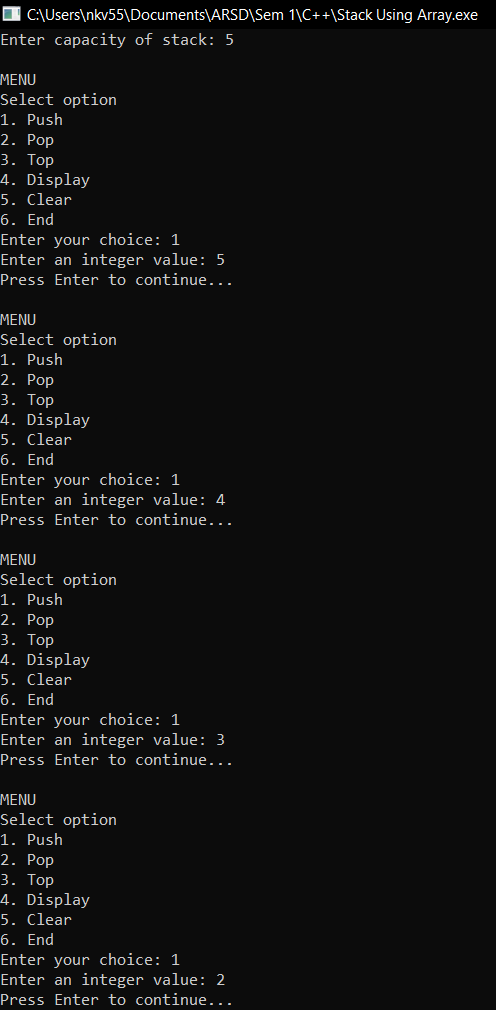 C:\Users\nkv55\Documents\ARSD\Sem 1\C++\Stack Using Array.exe
Enter capacity of stack: 5

MENU
Select option
1. Push
2. Pop
3. Top
4. Display
5. Clear
6. End
Enter your choice: 1
Enter an integer value: 5
Press Enter to continue...

MENU
Select option
1. Push
2. Pop
3. Top
4. Display
5. Clear
6. End
Enter your choice: 1
Enter an integer value: 4
Press Enter to continue...

MENU
Select option
1. Push
2. Pop
3. Top
4. Display
5. Clear
6. End
Enter your choice: 1
Enter an integer value: 3
Press Enter to continue...

MENU
Select option
1. Push
2. Pop
3. Top
4. Display
5. Clear
6. End
Enter your choice: 1
Enter an integer value: 2
Press Enter to continue...